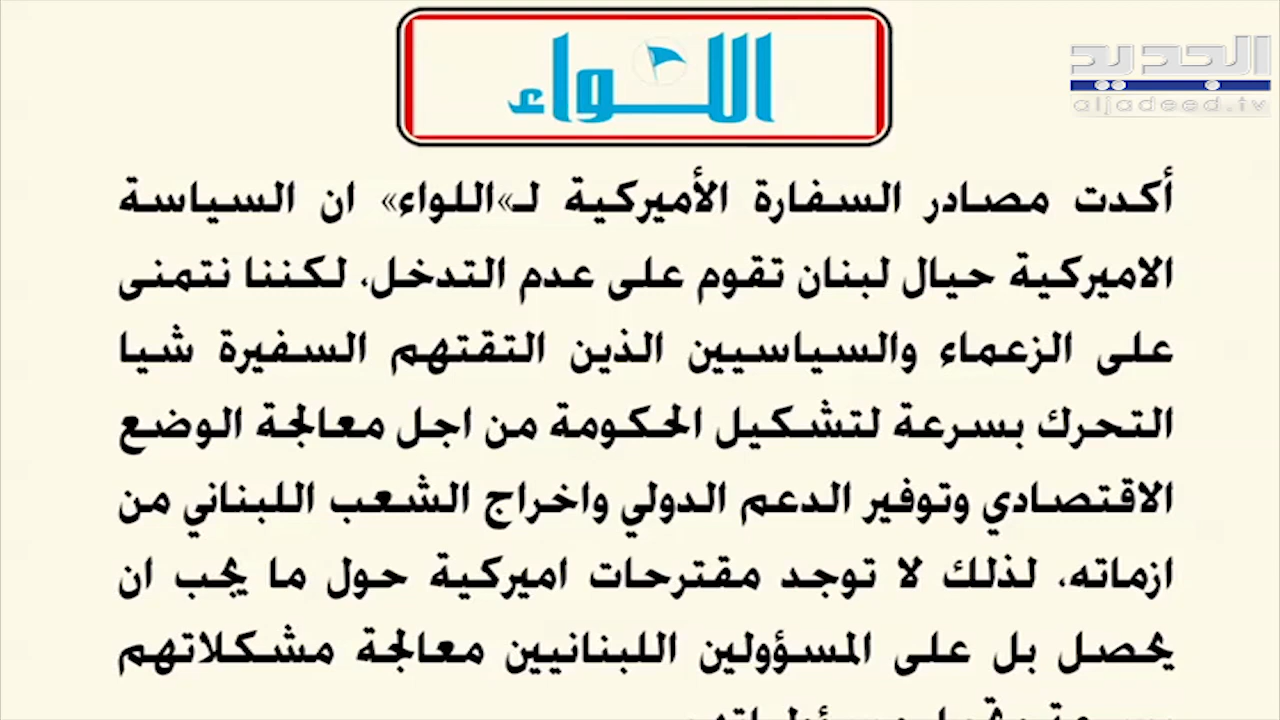 اللواء
الجديد
aljadeed.tv
أكدت مصادر السفارة الأميركية لـ»اللواء» ان السياسة
الاميركية حيال لبنان تقوم على عدم التدخل، لكننا نتمنى
على الزعماء والسياسيين الذين التقتهم السفيرة شيا
التحرك بسرعة لتشكيل الحكومة من اجل معالجة الوضع
الاقتصادي وتوفير الدعم الدولي واخراج الشعب اللبناني من
ازماته، لذلك لا توجد مقترحات اميركية حول ما يجب ان
يحصل بل على المسؤولين اللبنانيين معالجة مشكلاتهم